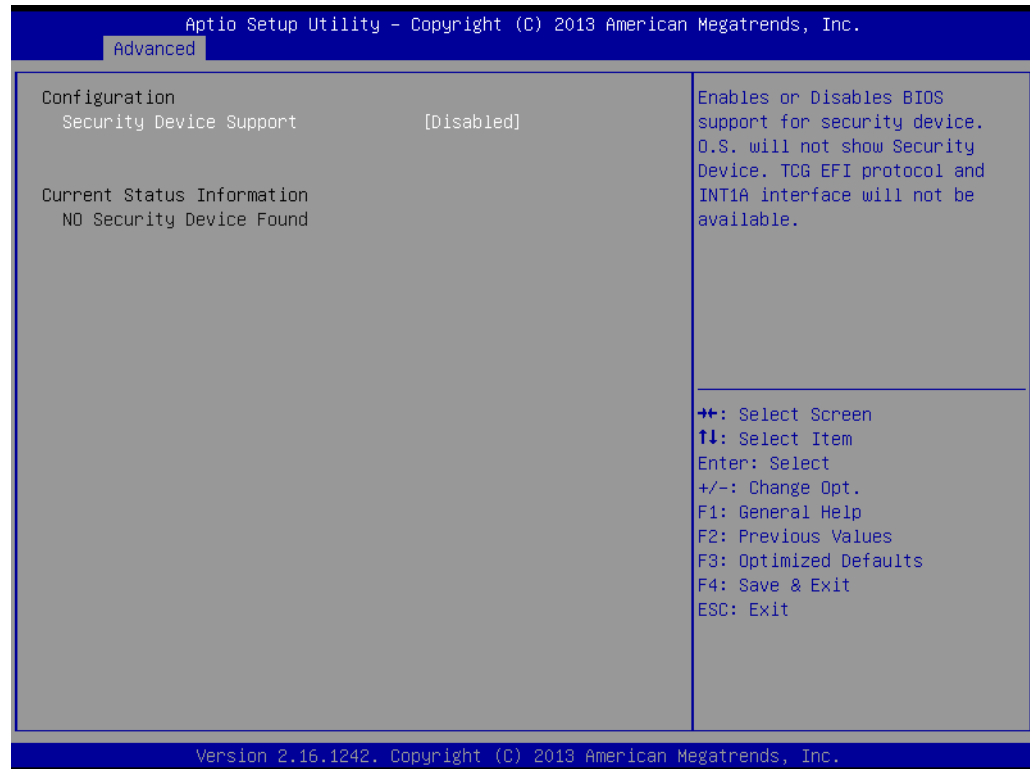 Aptio Setup Utility – Copyright (C) 2013 American Megatrends, Inc.
Advanced
Configuration
Security Device Support [Disabled]
Current Status Information
NO Security Device Found
Enables or Disables BIOS
support for security device.
O.S. will not show Security
Device. TCG EFI protocol and
INT1A interface will not be
available.
→←: Select Screen
↑↓: Select Item
Enter: Select
+/-: Change Opt.
F1: General Help
F2: Previous Values
F3: Optimized Defaults
F4: Save & Exit
ESC: Exit
Version 2.16.1242. Copyright (C) 2013 American Megatrends, Inc.